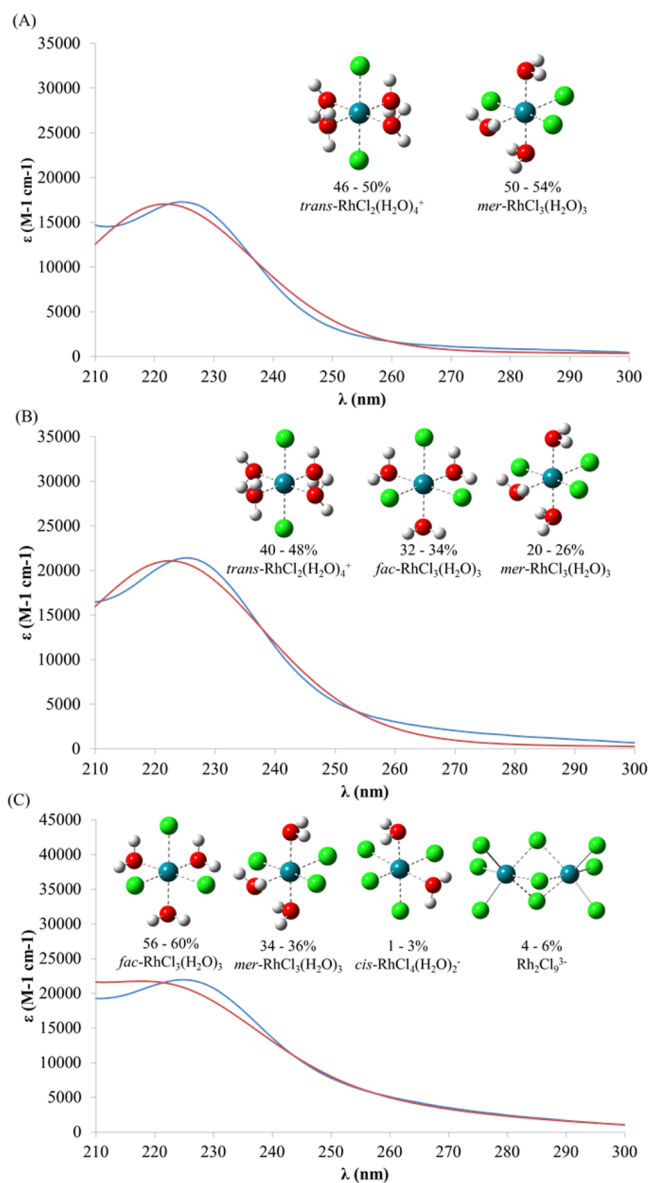 (A)
35000
30000
25000
20000
15000
10000
5000
0
ε (M-1 cm-1)
46 - 50%
trans-RhCl₂(H₂O)₄⁺
50 - 54%
mer-RhCl₃(H₂O)₃
210 220 230 240 250 260 270 280 290 300
λ (nm)
(B)
35000
30000
25000
20000
15000
10000
5000
0
ε (M-1 cm-1)
40 - 48%
trans-RhCl₂(H₂O)₄⁺
32 - 34%
fac-RhCl₃(H₂O)₃
20 - 26%
mer-RhCl₃(H₂O)₃
210 220 230 240 250 260 270 280 290 300
λ (nm)
(C)
45000
40000
35000
30000
25000
20000
15000
10000
5000
0
ε (M-1 cm-1)
56 - 60%
fac-RhCl₃(H₂O)₃
34 - 36%
mer-RhCl₃(H₂O)₃
1 - 3%
cis-RhCl₄(H₂O)₂⁻
4 - 6%
Rh₂Cl₉³⁻
210 220 230 240 250 260 270 280 290 300
λ (nm)